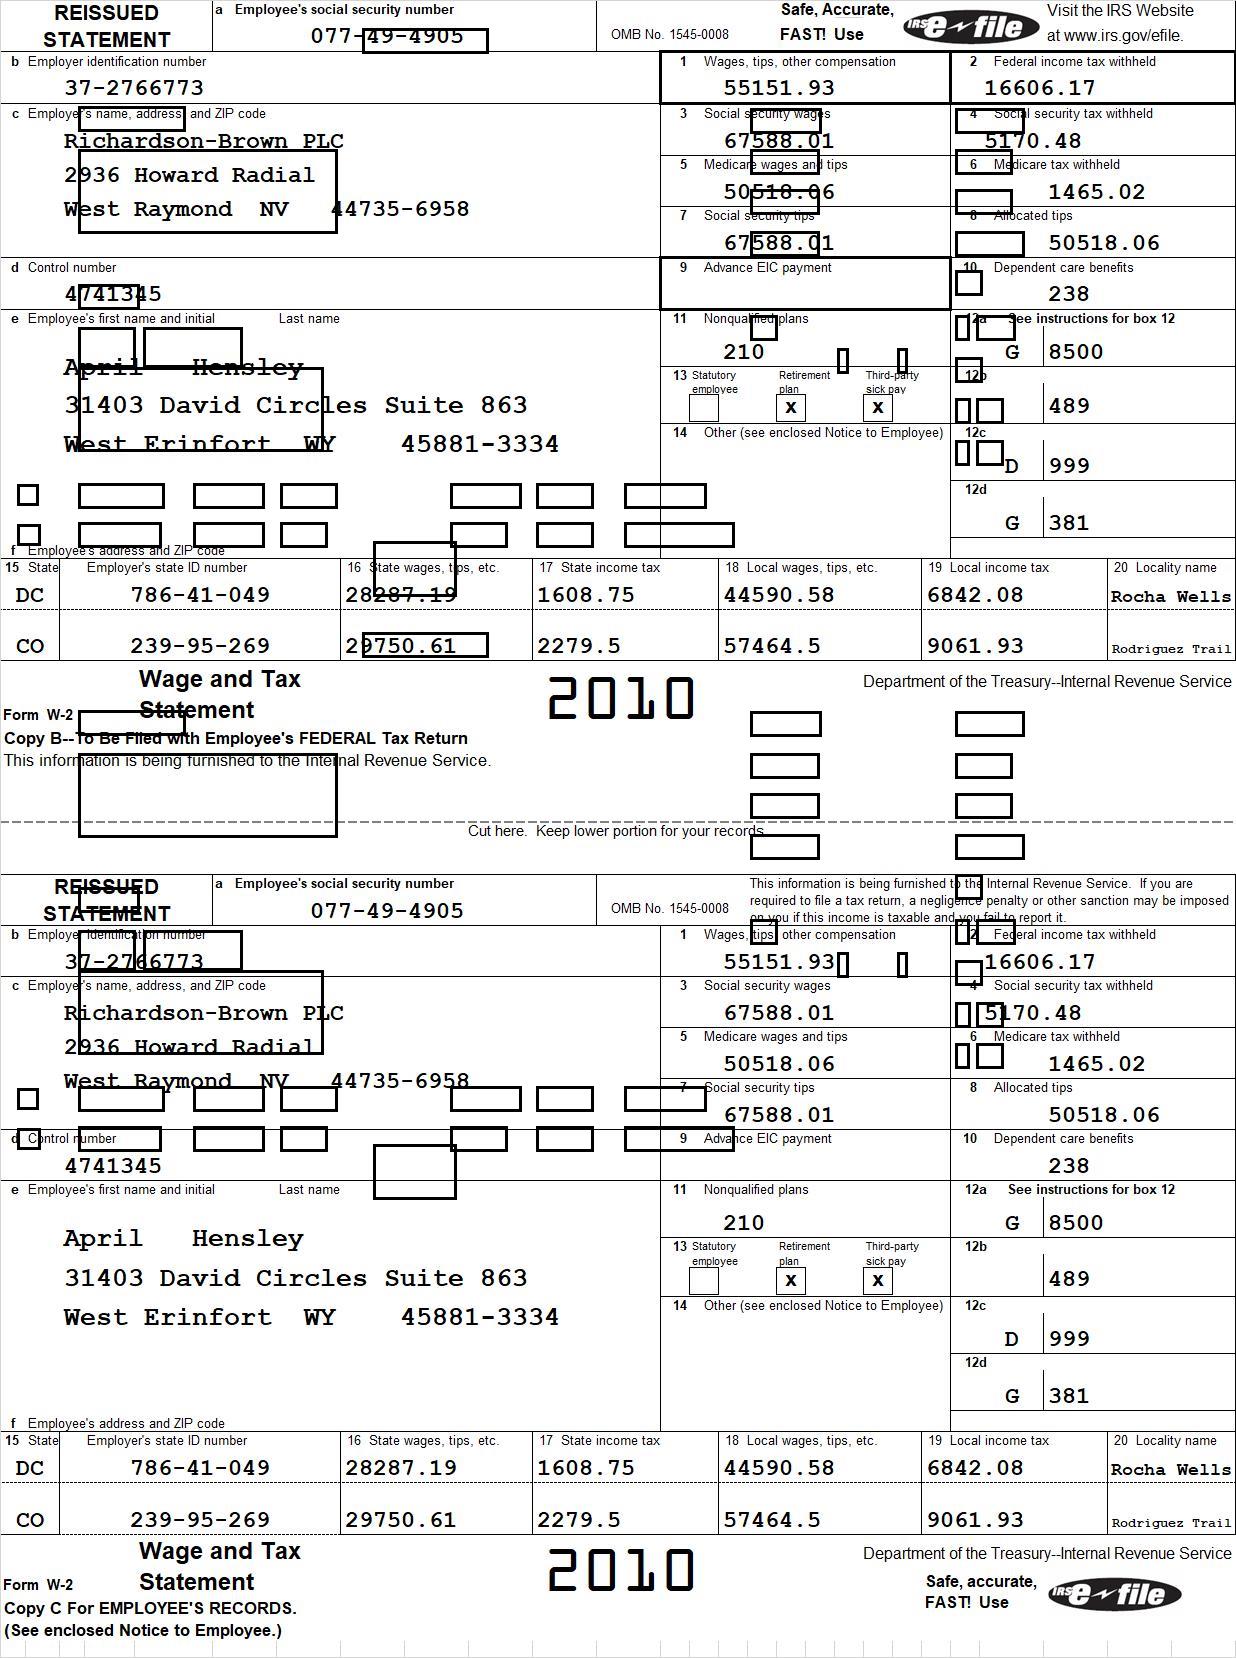 REISSUED STATEMENT
a Employee's social security number
077-49-4905
OMB No. 1545-0008
Safe, Accurate, FAST! Use
IRS e-file
Visit the IRS Website at www.irs.gov/efile.
b Employer identification number
37-2766773
1 Wages, tips, other compensation
55151.93
2 Federal income tax withheld
16606.17
c Employer's name, address, and ZIP code
Richardson-Brown PLC
2936 Howard Radial
West Raymond NV 44735-6958
3 Social security wages
67588.01
4 Social security tax withheld
5170.48
5 Medicare wages and tips
50518.06
6 Medicare tax withheld
1465.02
7 Social security tips
67588.01
8 Allocated tips
50518.06
d Control number
4741345
9 Advance EIC payment
10 Dependent care benefits
238
e Employee's first name and initial Last name
April Hensley
31403 David Circles Suite 863
West Erinfort WY 45881-3334
11 Nonqualified plans
210
12a See instructions for box 12
G 8500
13 Statutory employee Retirement plan Third-party sick pay
X X
12b
489
14 Other (see enclosed Notice to Employee)
12c
D 999
12d
G 381
f Employee's address and ZIP code
15 State Employer's state ID number 16 State wages, tips, etc. 17 State income tax 18 Local wages, tips, etc. 19 Local income tax 20 Locality name
DC 786-41-049 28287.19 1608.75 44590.58 6842.08 Rocha Wells
CO 239-95-269 29750.61 2279.5 57464.5 9061.93 Rodriguez Trail
Wage and Tax
Form W-2 Statement
2010
Department of the Treasury--Internal Revenue Service
Copy B--To Be Filed with Employee's FEDERAL Tax Return
This information is being furnished to the Internal Revenue Service.
Cut here. Keep lower portion for your records.
REISSUED STATEMENT
a Employee's social security number
077-49-4905
OMB No. 1545-0008
This information is being furnished to the Internal Revenue Service. If you are
required to file a tax return, a negligence penalty or other sanction may be imposed
on you if this income is taxable and you fail to report it.
b Employer identification number
37-2766773
1 Wages, tips, other compensation
55151.93
2 Federal income tax withheld
16606.17
c Employer's name, address, and ZIP code
Richardson-Brown PLC
2936 Howard Radial
West Raymond NV 44735-6958
3 Social security wages
67588.01
4 Social security tax withheld
5170.48
5 Medicare wages and tips
50518.06
6 Medicare tax withheld
1465.02
7 Social security tips
67588.01
8 Allocated tips
50518.06
d Control number
4741345
9 Advance EIC payment
10 Dependent care benefits
238
e Employee's first name and initial Last name
April Hensley
31403 David Circles Suite 863
West Erinfort WY 45881-3334
11 Nonqualified plans
210
12a See instructions for box 12
G 8500
13 Statutory employee Retirement plan Third-party sick pay
X X
12b
489
14 Other (see enclosed Notice to Employee)
12c
D 999
12d
G 381
f Employee's address and ZIP code
15 State Employer's state ID number 16 State wages, tips, etc. 17 State income tax 18 Local wages, tips, etc. 19 Local income tax 20 Locality name
DC 786-41-049 28287.19 1608.75 44590.58 6842.08 Rocha Wells
CO 239-95-269 29750.61 2279.5 57464.5 9061.93 Rodriguez Trail
Wage and Tax
Form W-2 Statement
2010
Department of the Treasury--Internal Revenue Service
Safe, accurate, FAST! Use
IRS e-file
Copy C For EMPLOYEE'S RECORDS.
(See enclosed Notice to Employee.)